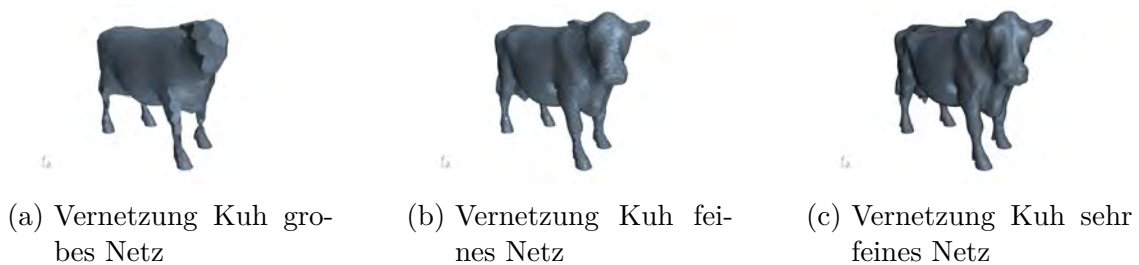 (a) Vernetzung Kuh gro-
bes Netz
(b) Vernetzung Kuh fei-
nes Netz
(c) Vernetzung Kuh sehr
feines Netz